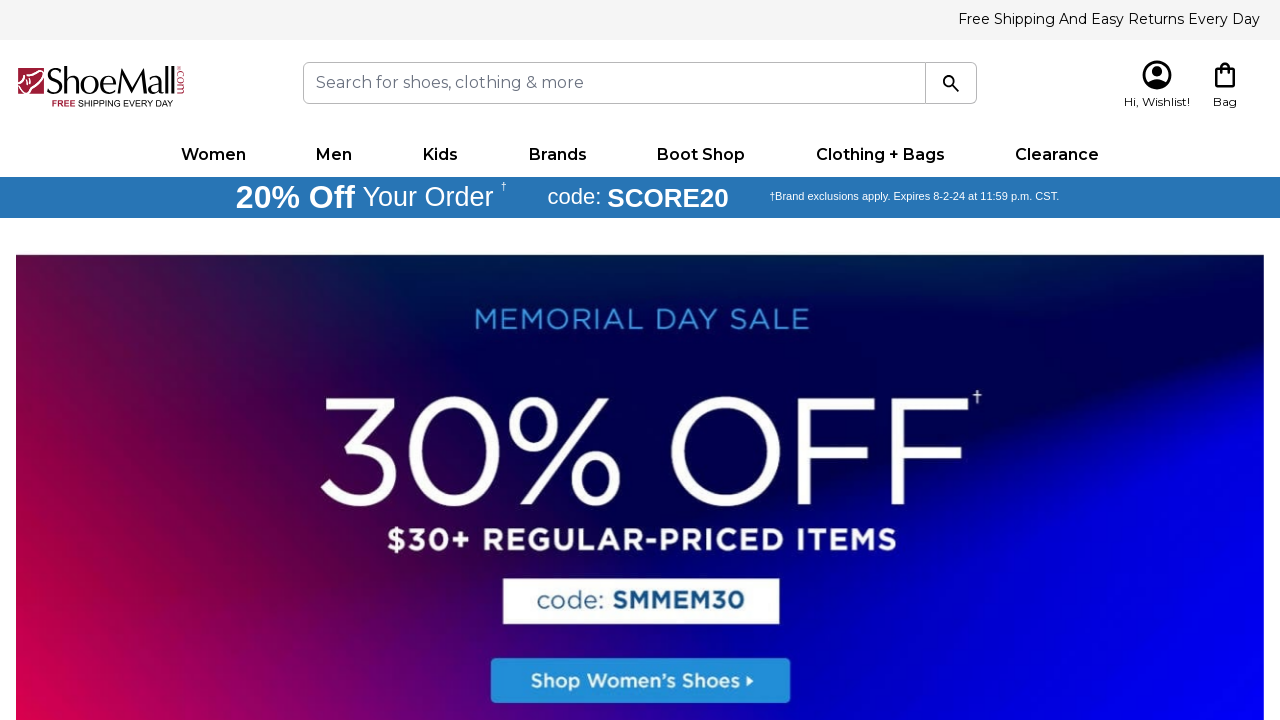 Free Shipping And Easy Returns Every Day
ShoeMall®.com
FREE SHIPPING EVERY DAY
Search for shoes, clothing & more
Hi, Wishlist!
Bag
Women Men Kids Brands Boot Shop Clothing + Bags Clearance
20% Off Your Order † code: SCORE20 †Brand exclusions apply. Expires 8-2-24 at 11:59 p.m. CST.
MEMORIAL DAY SALE
30% OFF†
$30+ REGULAR-PRICED ITEMS
code: SMMEM30
Shop Women's Shoes